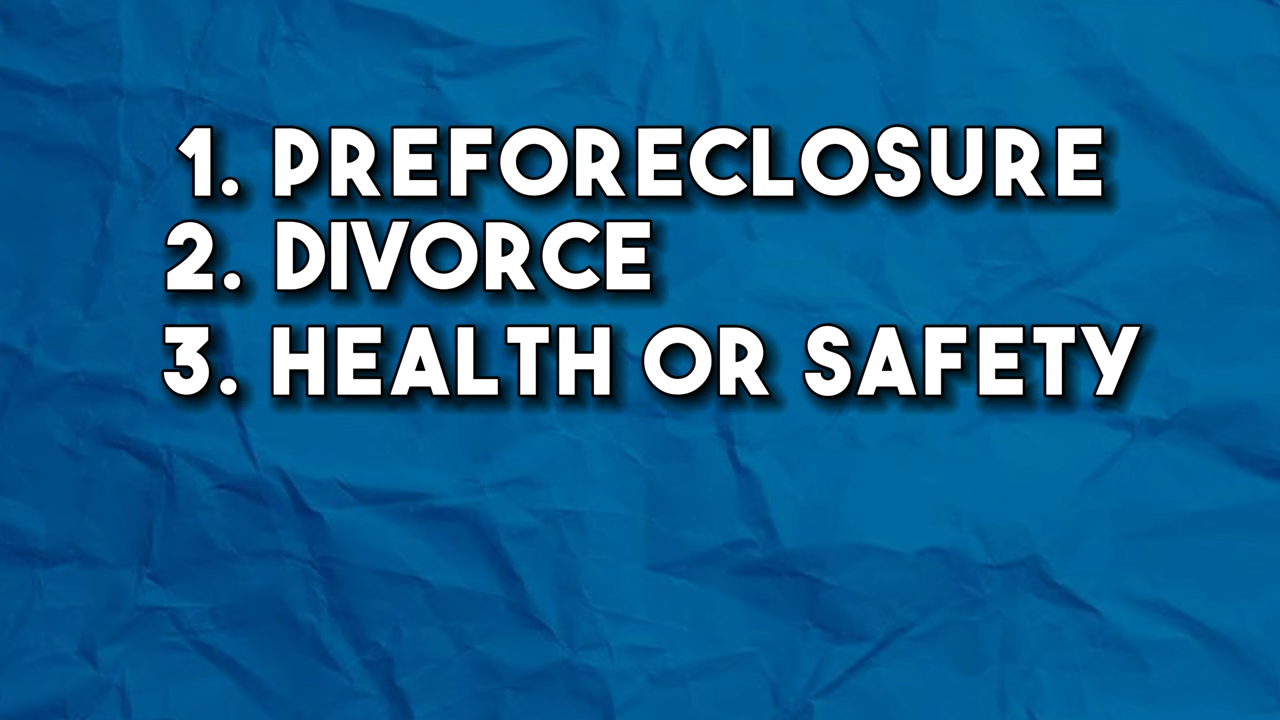 1. PREFORECLOSURE
2. DIVORCE
3. HEALTH OR SAFETY